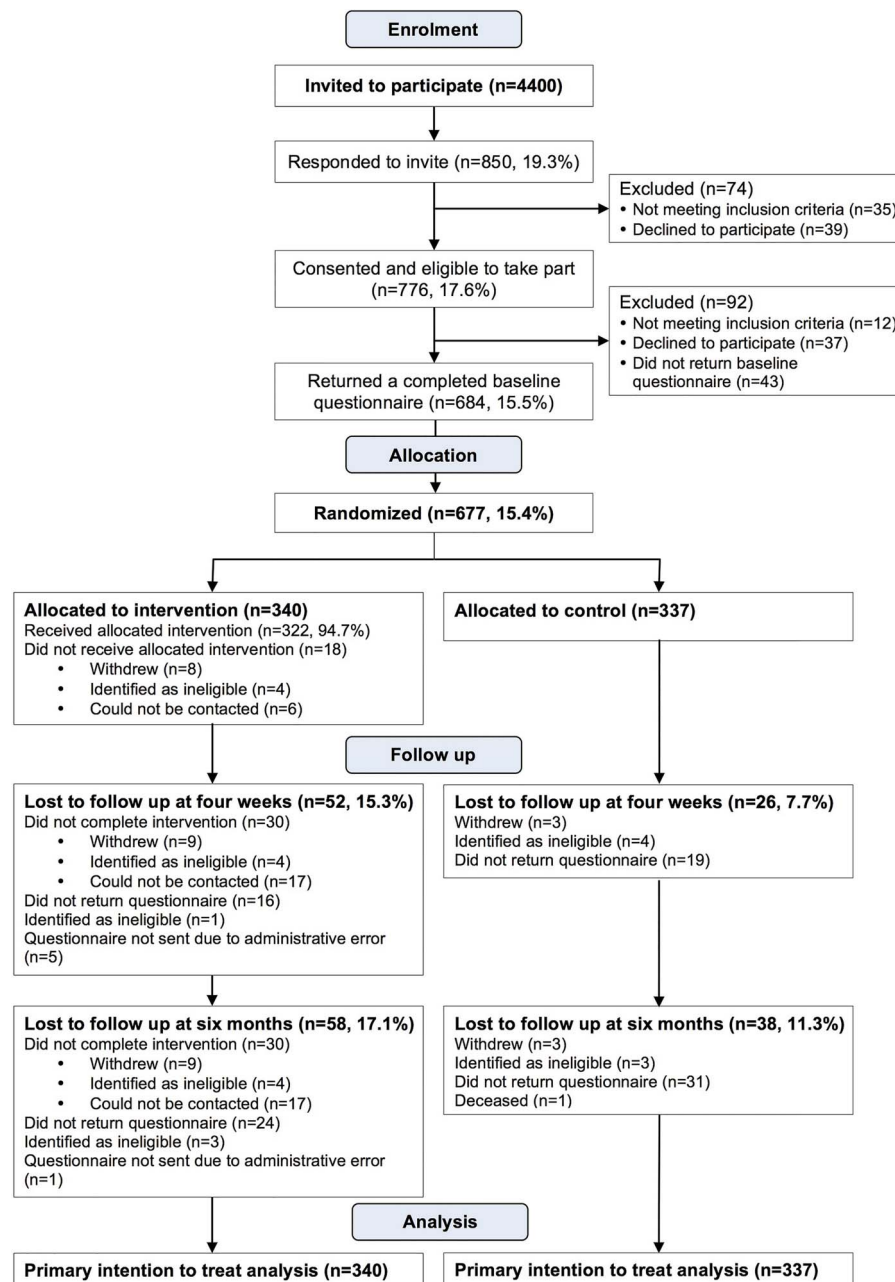 Enrolment
Invited to participate (n=4400)
Responded to invite (n=850, 19.3%)
Excluded (n=74)
• Not meeting inclusion criteria (n=35)
• Declined to participate (n=39)
Consented and eligible to take part
(n=776, 17.6%)
Excluded (n=92)
• Not meeting inclusion criteria (n=12)
• Declined to participate (n=37)
• Did not return baseline
questionnaire (n=43)
Returned a completed baseline
questionnaire (n=684, 15.5%)
Allocation
Randomized (n=677, 15.4%)
Allocated to intervention (n=340)
Received allocated intervention (n=322, 94.7%)
Did not receive allocated intervention (n=18)
• Withdrew (n=8)
• Identified as ineligible (n=4)
• Could not be contacted (n=6)
Allocated to control (n=337)
Follow up
Lost to follow up at four weeks (n=52, 15.3%)
Did not complete intervention (n=30)
• Withdrew (n=9)
• Identified as ineligible (n=4)
• Could not be contacted (n=17)
Did not return questionnaire (n=16)
Identified as ineligible (n=1)
Questionnaire not sent due to administrative error
(n=5)
Lost to follow up at four weeks (n=26, 7.7%)
Withdrew (n=3)
Identified as ineligible (n=4)
Did not return questionnaire (n=19)
Lost to follow up at six months (n=58, 17.1%)
Did not complete intervention (n=30)
• Withdrew (n=9)
• Identified as ineligible (n=4)
• Could not be contacted (n=17)
Did not return questionnaire (n=24)
Identified as ineligible (n=3)
Questionnaire not sent due to administrative error
(n=1)
Lost to follow up at six months (n=38, 11.3%)
Withdrew (n=3)
Identified as ineligible (n=3)
Did not return questionnaire (n=31)
Deceased (n=1)
Analysis
Primary intention to treat analysis (n=340)
Primary intention to treat analysis (n=337)